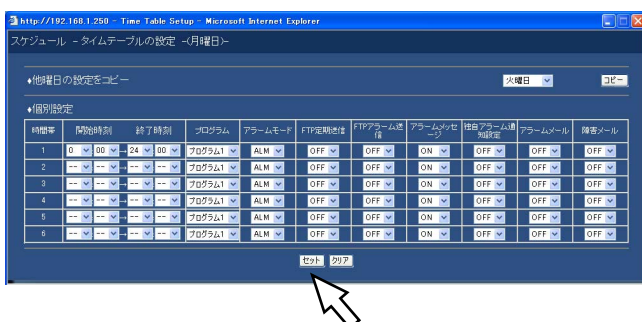 http://192.168.1.250 - Time Table Setup - Microsoft Internet Explorer
スケジュール - タイムテーブルの設定 -(月曜日)-
♦他曜日の設定をコピー 火曜日 コピー
♦個別設定
時間帯 開始時刻 終了時刻 プログラム アラームモード FTP定期送信 FTPアラーム送信 アラームメッセージ 独自アラーム通知設定 アラームメール 障害メール
1 0 00 → 24 00 プログラム1 ALM OFF OFF ON OFF OFF OFF
2 -- -- → -- -- プログラム1 ALM OFF OFF ON OFF OFF OFF
3 -- -- → -- -- プログラム1 ALM OFF OFF ON OFF OFF OFF
4 -- -- → -- -- プログラム1 ALM OFF OFF ON OFF OFF OFF
5 -- -- → -- -- プログラム1 ALM OFF OFF ON OFF OFF OFF
6 -- -- → -- -- プログラム1 ALM OFF OFF ON OFF OFF OFF
セット クリア